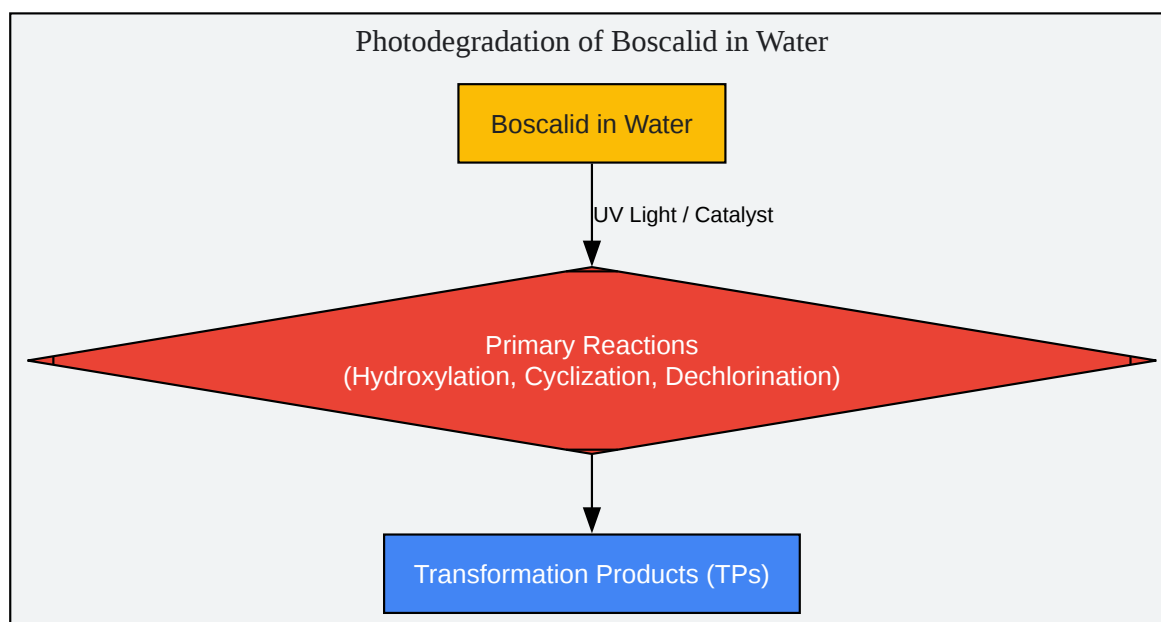 Photodegradation of Boscalid in Water
Boscalid in Water
UV Light / Catalyst
Primary Reactions
(Hydroxylation, Cyclization, Dechlorination)
Transformation Products (TPs)